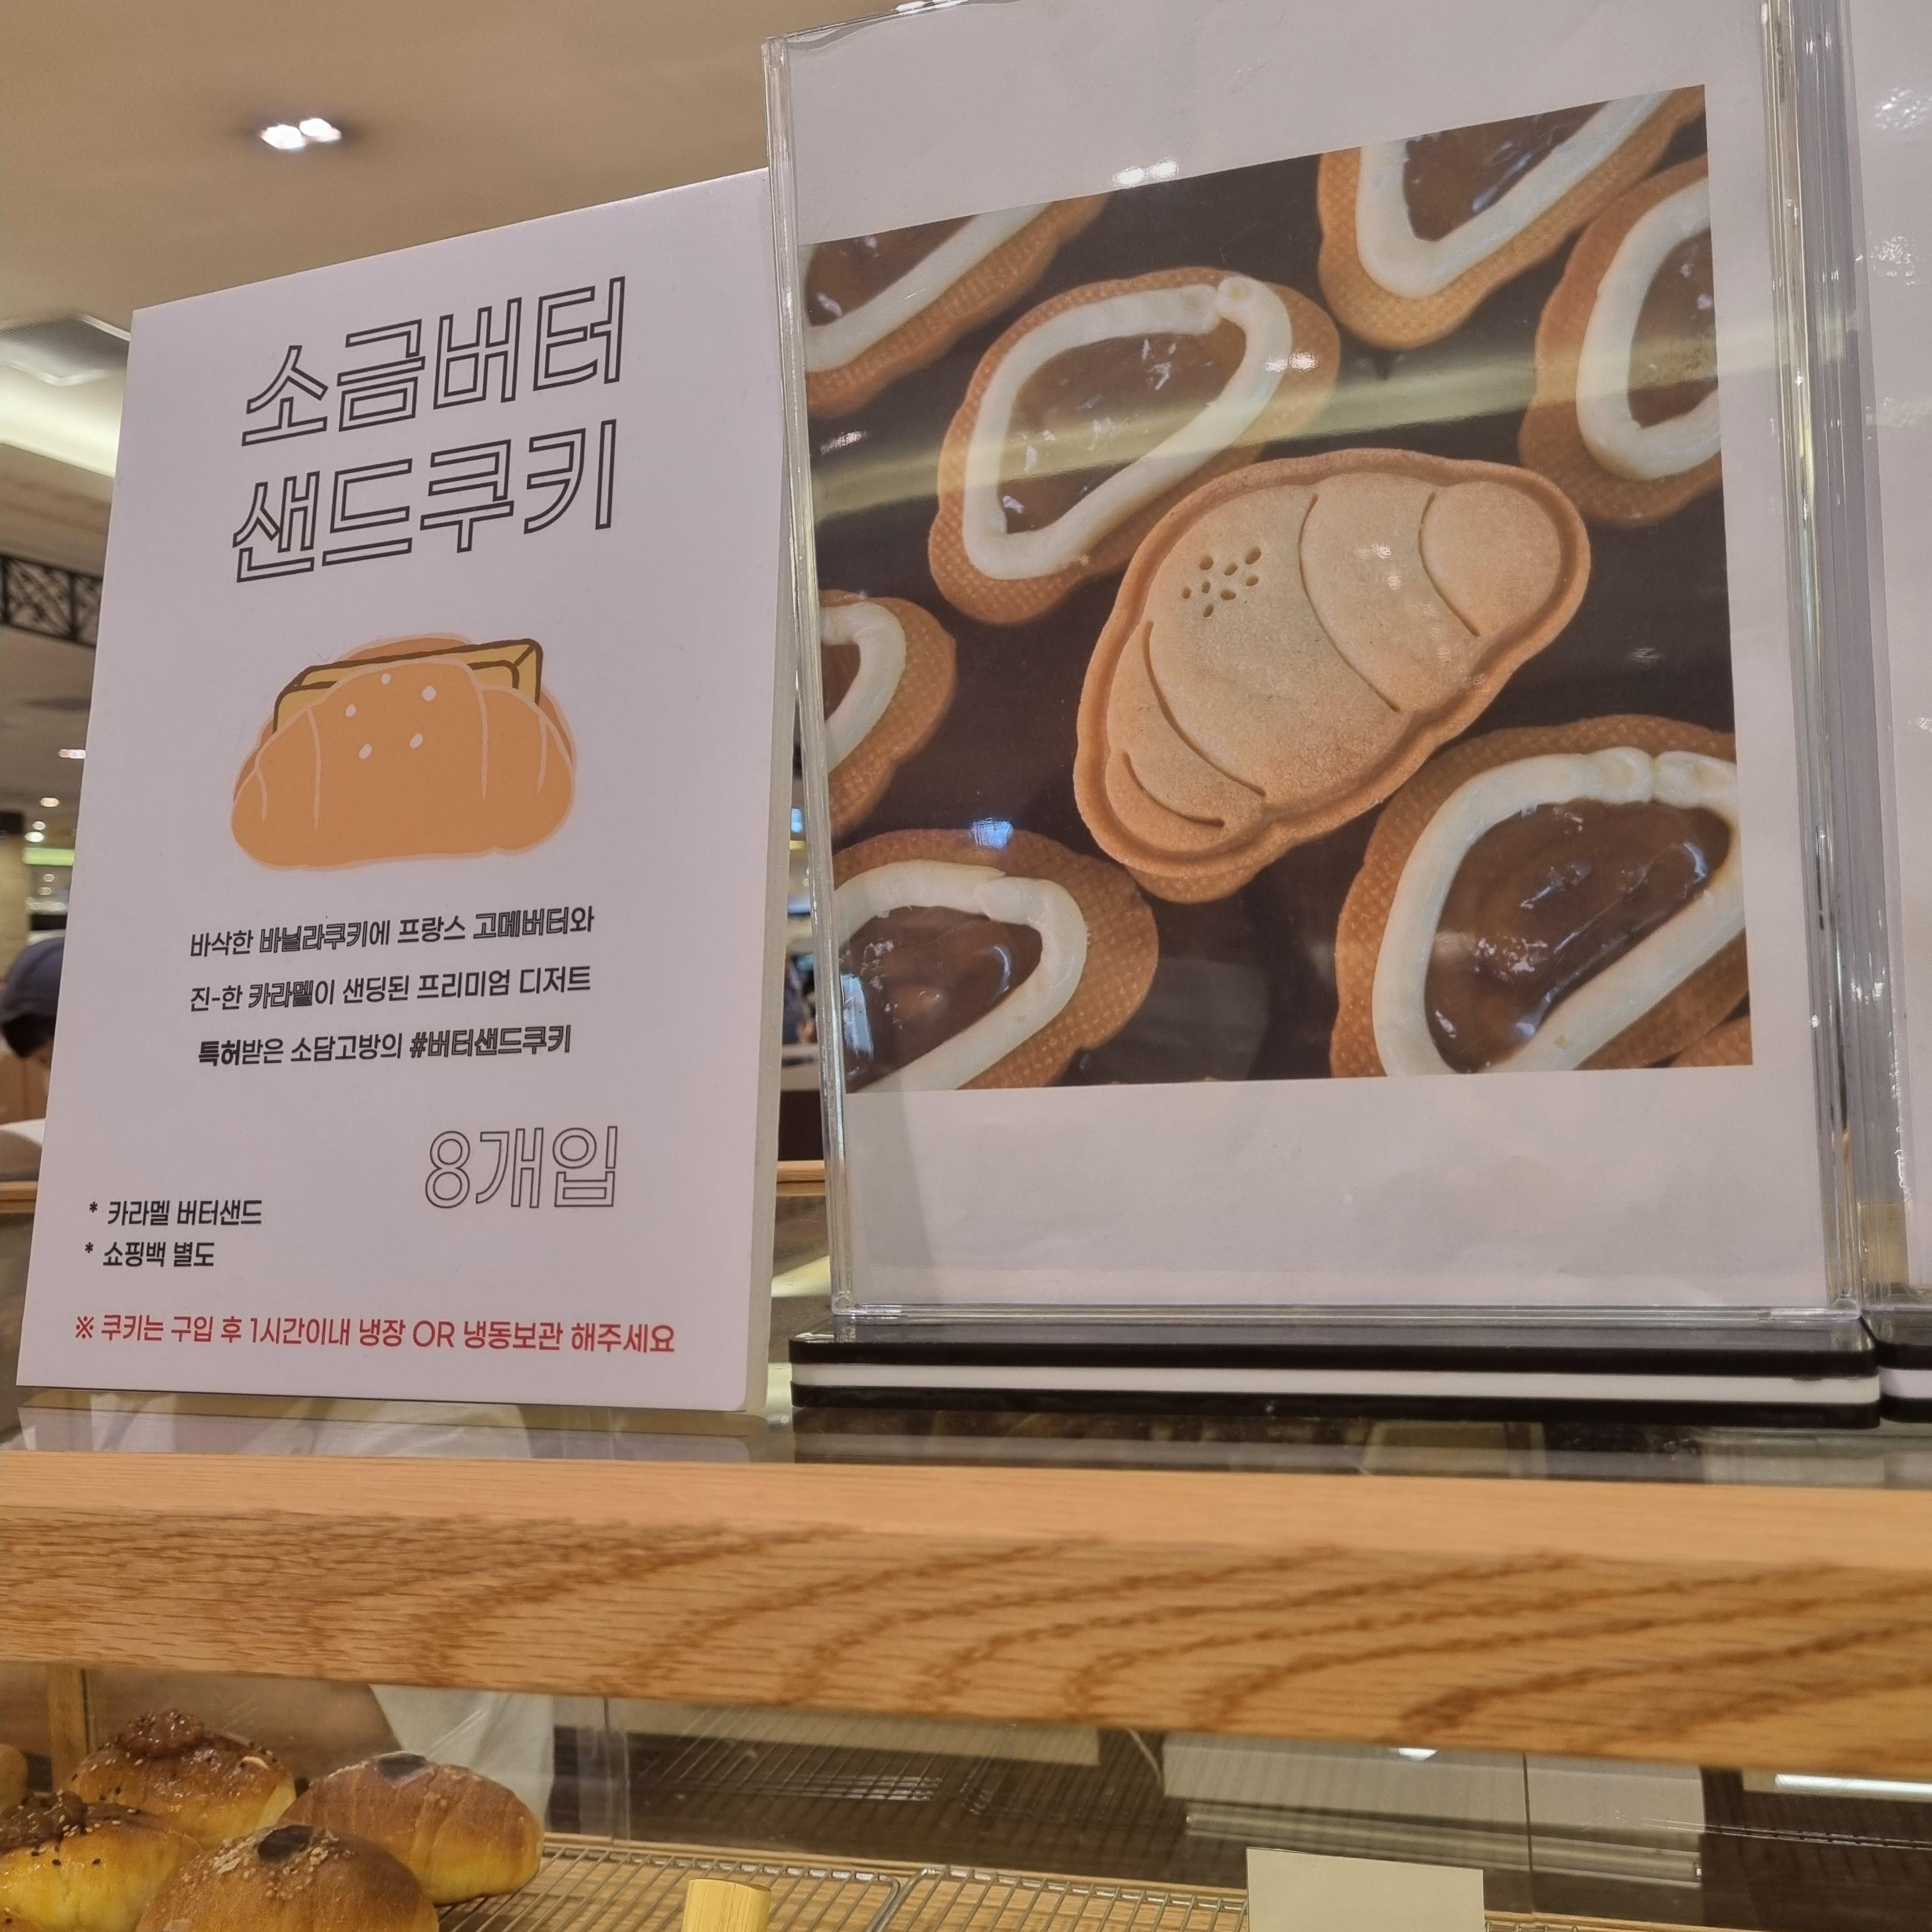 소금버터
샌드쿠키
바삭한 바닐라쿠키에 프랑스 고메버터와
진-한 카라멜이 샌딩된 프리미엄 디저트
특허받은 소담고방의 #버터샌드쿠키
8개입
* 카라멜 버터샌드
* 쇼핑백 별도
※ 쿠키는 구입 후 1시간이내 냉장 OR 냉동보관 해주세요